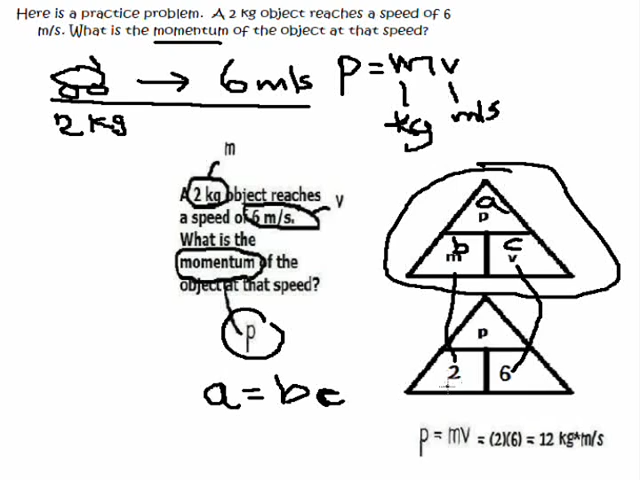 Here is a practice problem. A 2 kg object reaches a speed of 6
m/s. What is the momentum of the object at that speed?
6 m/s
2 kg
P = mv
kg m/s
m
A 2 kg object reaches
a speed of 6 m/s.
v
What is the
momentum of the
object at that speed?
p
a = bc
a
p
b c
m v
p
2 6
p = mv = (2)(6) = 12 kg*m/s